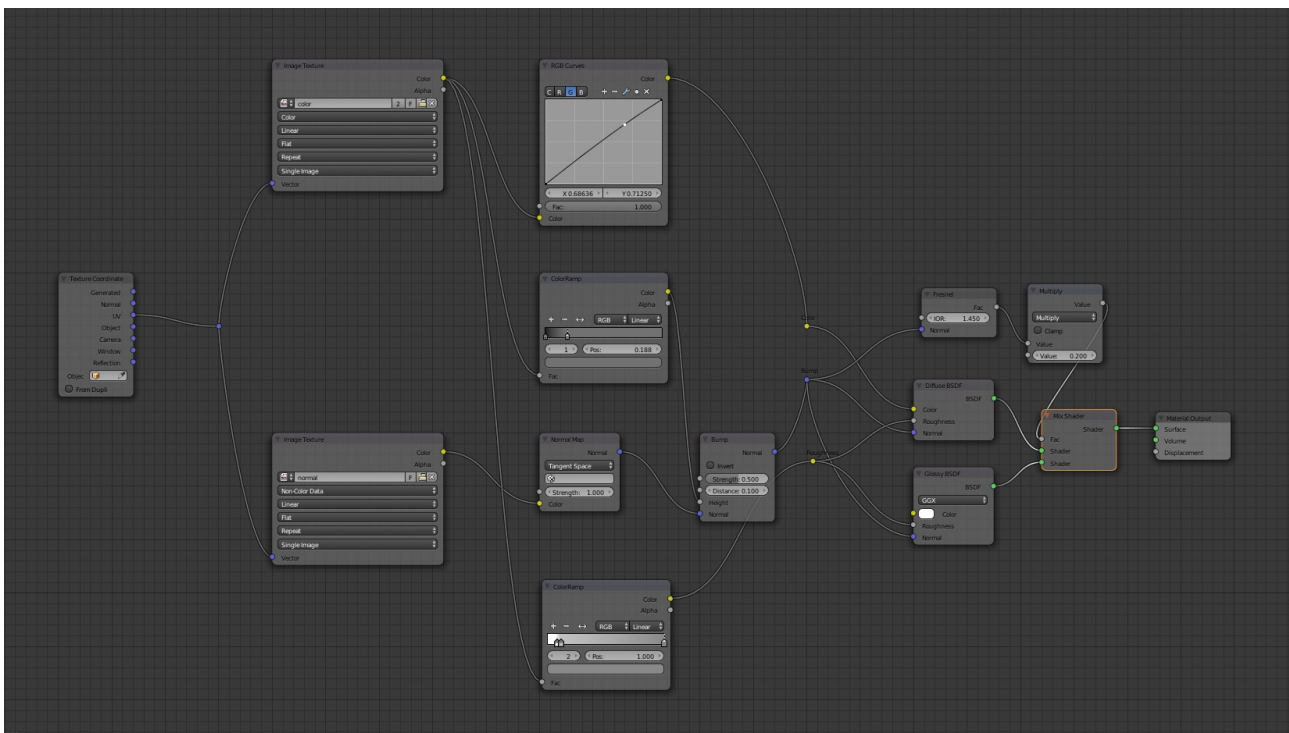 Texture Coordinate
Generated
Normal
UV
Object
Camera
Window
Reflection
Objec
From Dupli
Image Texture
Color
Alpha
color 2 F
Color
Linear
Flat
Repeat
Single Image
Vector
Image Texture
Color
Alpha
normal F
Non-Color Data
Linear
Flat
Repeat
Single Image
Vector
RGB Curves
Color
C R G B
X 0.68636 Y 0.71250
Fac: 1.000
Color
ColorRamp
Color
Alpha
RGB Linear
1 Pos: 0.188
Fac
Normal Map
Normal
Tangent Space
Strength: 1.000
Color
ColorRamp
Color
Alpha
RGB Linear
2 Pos: 1.000
Fac
Bump
Normal
Invert
Strength: 0.500
Distance: 0.100
Height
Normal
Color
Bump
Roughness
Fresnel
Fac
IOR: 1.450
Normal
Multiply
Value
Multiply
Clamp
Value
Value: 0.200
Diffuse BSDF
BSDF
Color
Roughness
Normal
Glossy BSDF
BSDF
GGX
Color
Roughness
Normal
Mix Shader
Shader
Fac
Shader
Shader
Material Output
Surface
Volume
Displacement